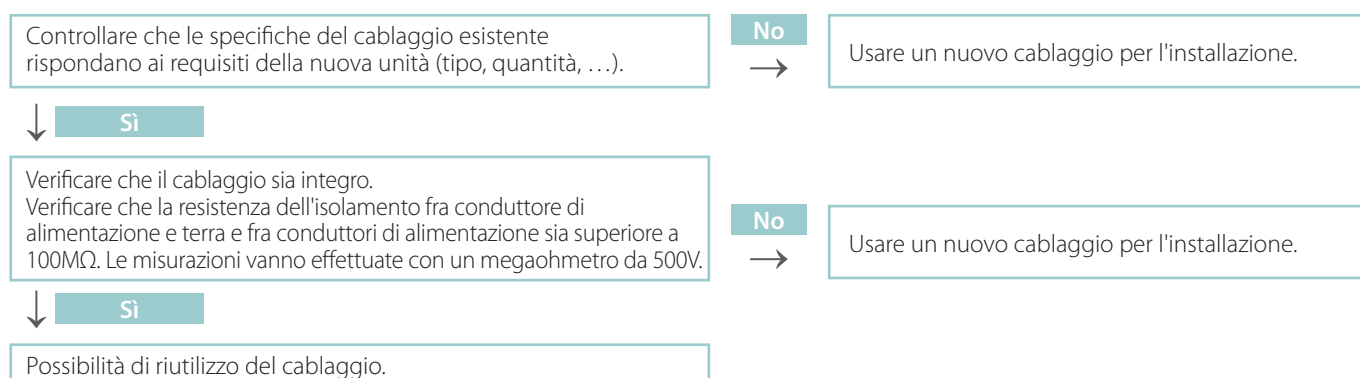 Controllare che le specifiche del cablaggio esistente
rispondano ai requisiti della nuova unità (tipo, quantità, …).
No
→
Usare un nuovo cablaggio per l'installazione.
↓
Sì
Verificare che il cablaggio sia integro.
Verificare che la resistenza dell'isolamento fra conduttore di
alimentazione e terra e fra conduttori di alimentazione sia superiore a
100MΩ. Le misurazioni vanno effettuate con un megaohmetro da 500V.
No
→
Usare un nuovo cablaggio per l'installazione.
↓
Sì
Possibilità di riutilizzo del cablaggio.